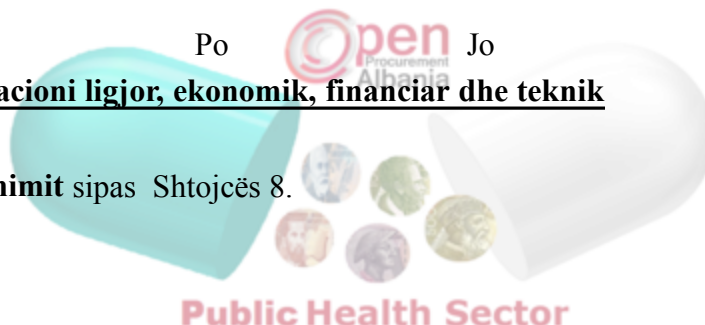 Po Open Jo
Procurement
Albania
acioni ligjor, ekonomik, financiar dhe teknik
nimit sipas Shtojcës 8.
Public Health Sector